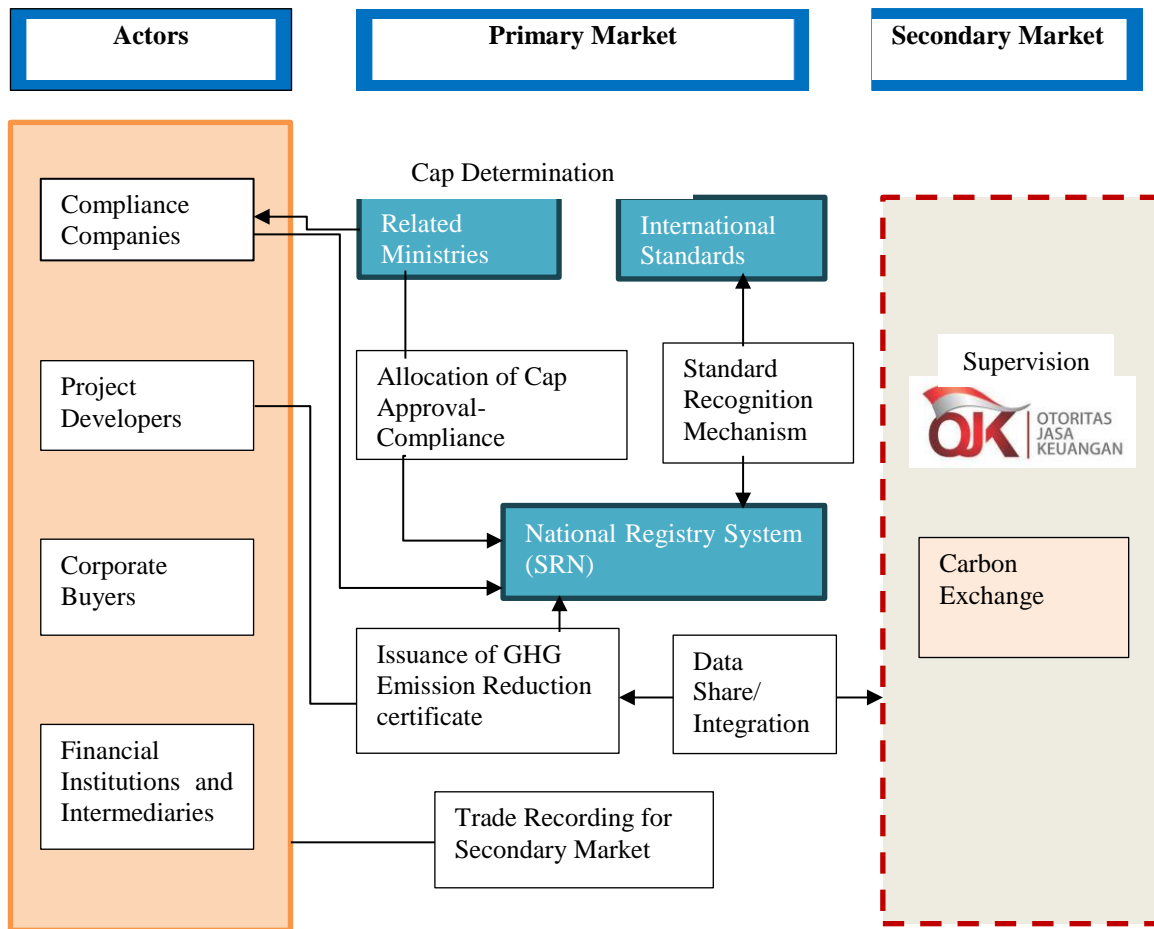 Actors
Primary Market
Secondary Market
Cap Determination
Compliance
Companies
Related
Ministries
International
Standards
Project
Developers
Allocation of Cap
Approval-
Compliance
Standard
Recognition
Mechanism
Supervision
OJK
OTORITAS
JASA
KEUANGAN
National Registry System
(SRN)
Corporate
Buyers
Carbon
Exchange
Issuance of GHG
Emission Reduction
certificate
Data
Share/
Integration
Financial
Institutions and
Intermediaries
Trade Recording for
Secondary Market